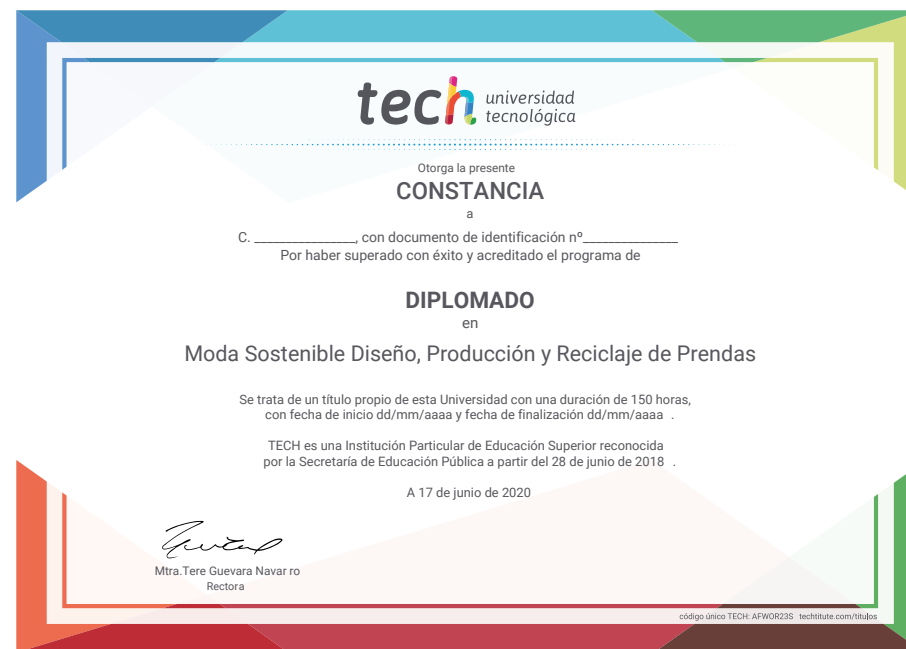 tech universidad
tecnológica
Otorga la presente
CONSTANCIA
a
C. ________________, con documento de identificación nº_______________
Por haber superado con éxito y acreditado el programa de
DIPLOMADO
en
Moda Sostenible Diseño, Producción y Reciclaje de Prendas
Se trata de un título propio de esta Universidad con una duración de 150 horas,
con fecha de inicio dd/mm/aaaa y fecha de finalización dd/mm/aaaa .
TECH es una Institución Particular de Educación Superior reconocida
por la Secretaría de Educación Pública a partir del 28 de junio de 2018 .
A 17 de junio de 2020
Mtra.Tere Guevara Navar ro
Rectora
código único TECH: AFWOR23S techtitute.com/titulos